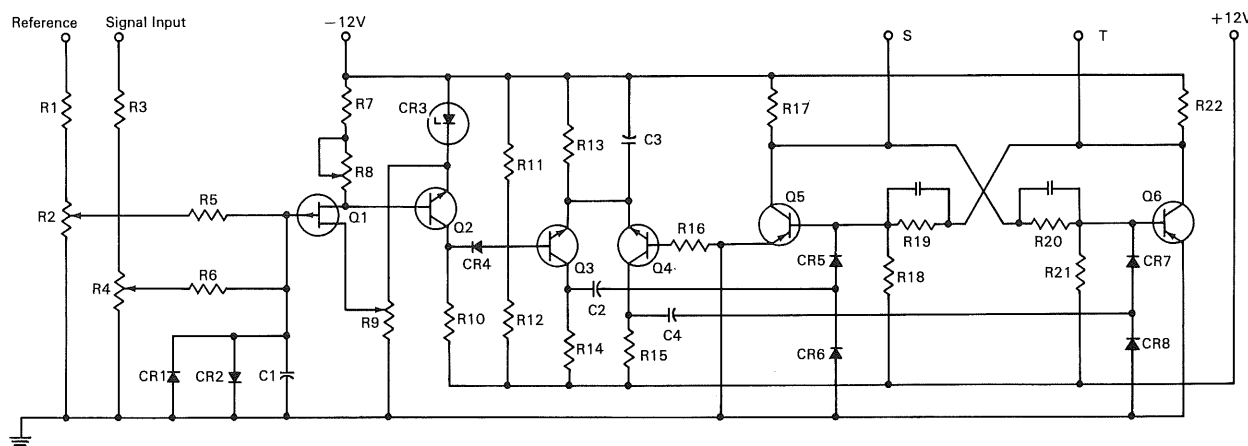 Reference Signal Input -12V S T +12V
R1 R3 R7 CR3 R17 R22
R11 R13 C3
R8
R5 Q1 Q2 Q5 Q6
R2 R16 R19 R20
CR4 Q3 Q4 CR5 R18 R21 CR7
R6
R4 R9 R10 R12 C2
R14 R15 C4 CR6 CR8
CR1 CR2 C1